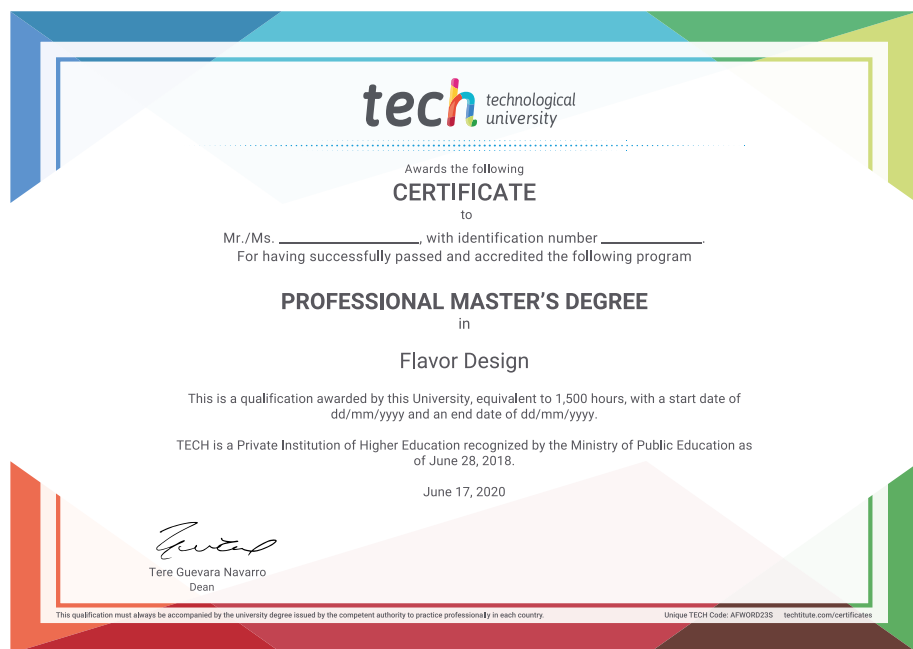 tech technological
university
Awards the following
CERTIFICATE
to
Mr./Ms. ____________________, with identification number ______________.
For having successfully passed and accredited the following program
PROFESSIONAL MASTER'S DEGREE
in
Flavor Design
This is a qualification awarded by this University, equivalent to 1,500 hours, with a start date of
dd/mm/yyyy and an end date of dd/mm/yyyy.
TECH is a Private Institution of Higher Education recognized by the Ministry of Public Education as
of June 28, 2018.
June 17, 2020
Tere Guevara Navarro
Dean
This qualification must always be accompanied by the university degree issued by the competent authority to practice professionally in each country.
Unique TECH Code: AFWORD23S techtitute.com/certificates